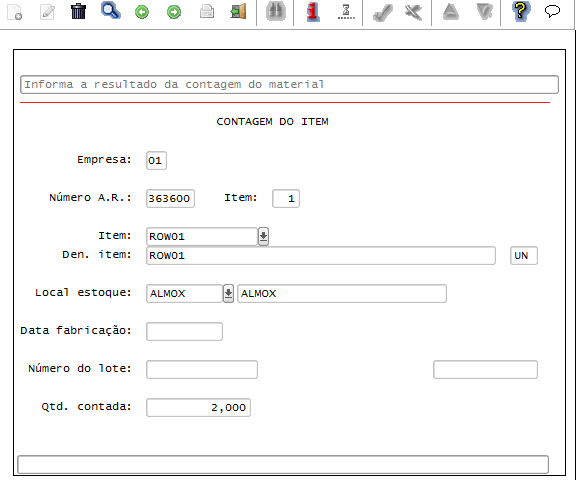 Informa a resultado da contagem do material
CONTAGEM DO ITEM
Empresa: 01
Número A.R.: 363600 Item: 1
Item: ROW01
Den. item: ROW01 UN
Local estoque: ALMOX ALMOX
Data fabricação:
Número do lote:
Qtd. contada: 2,000